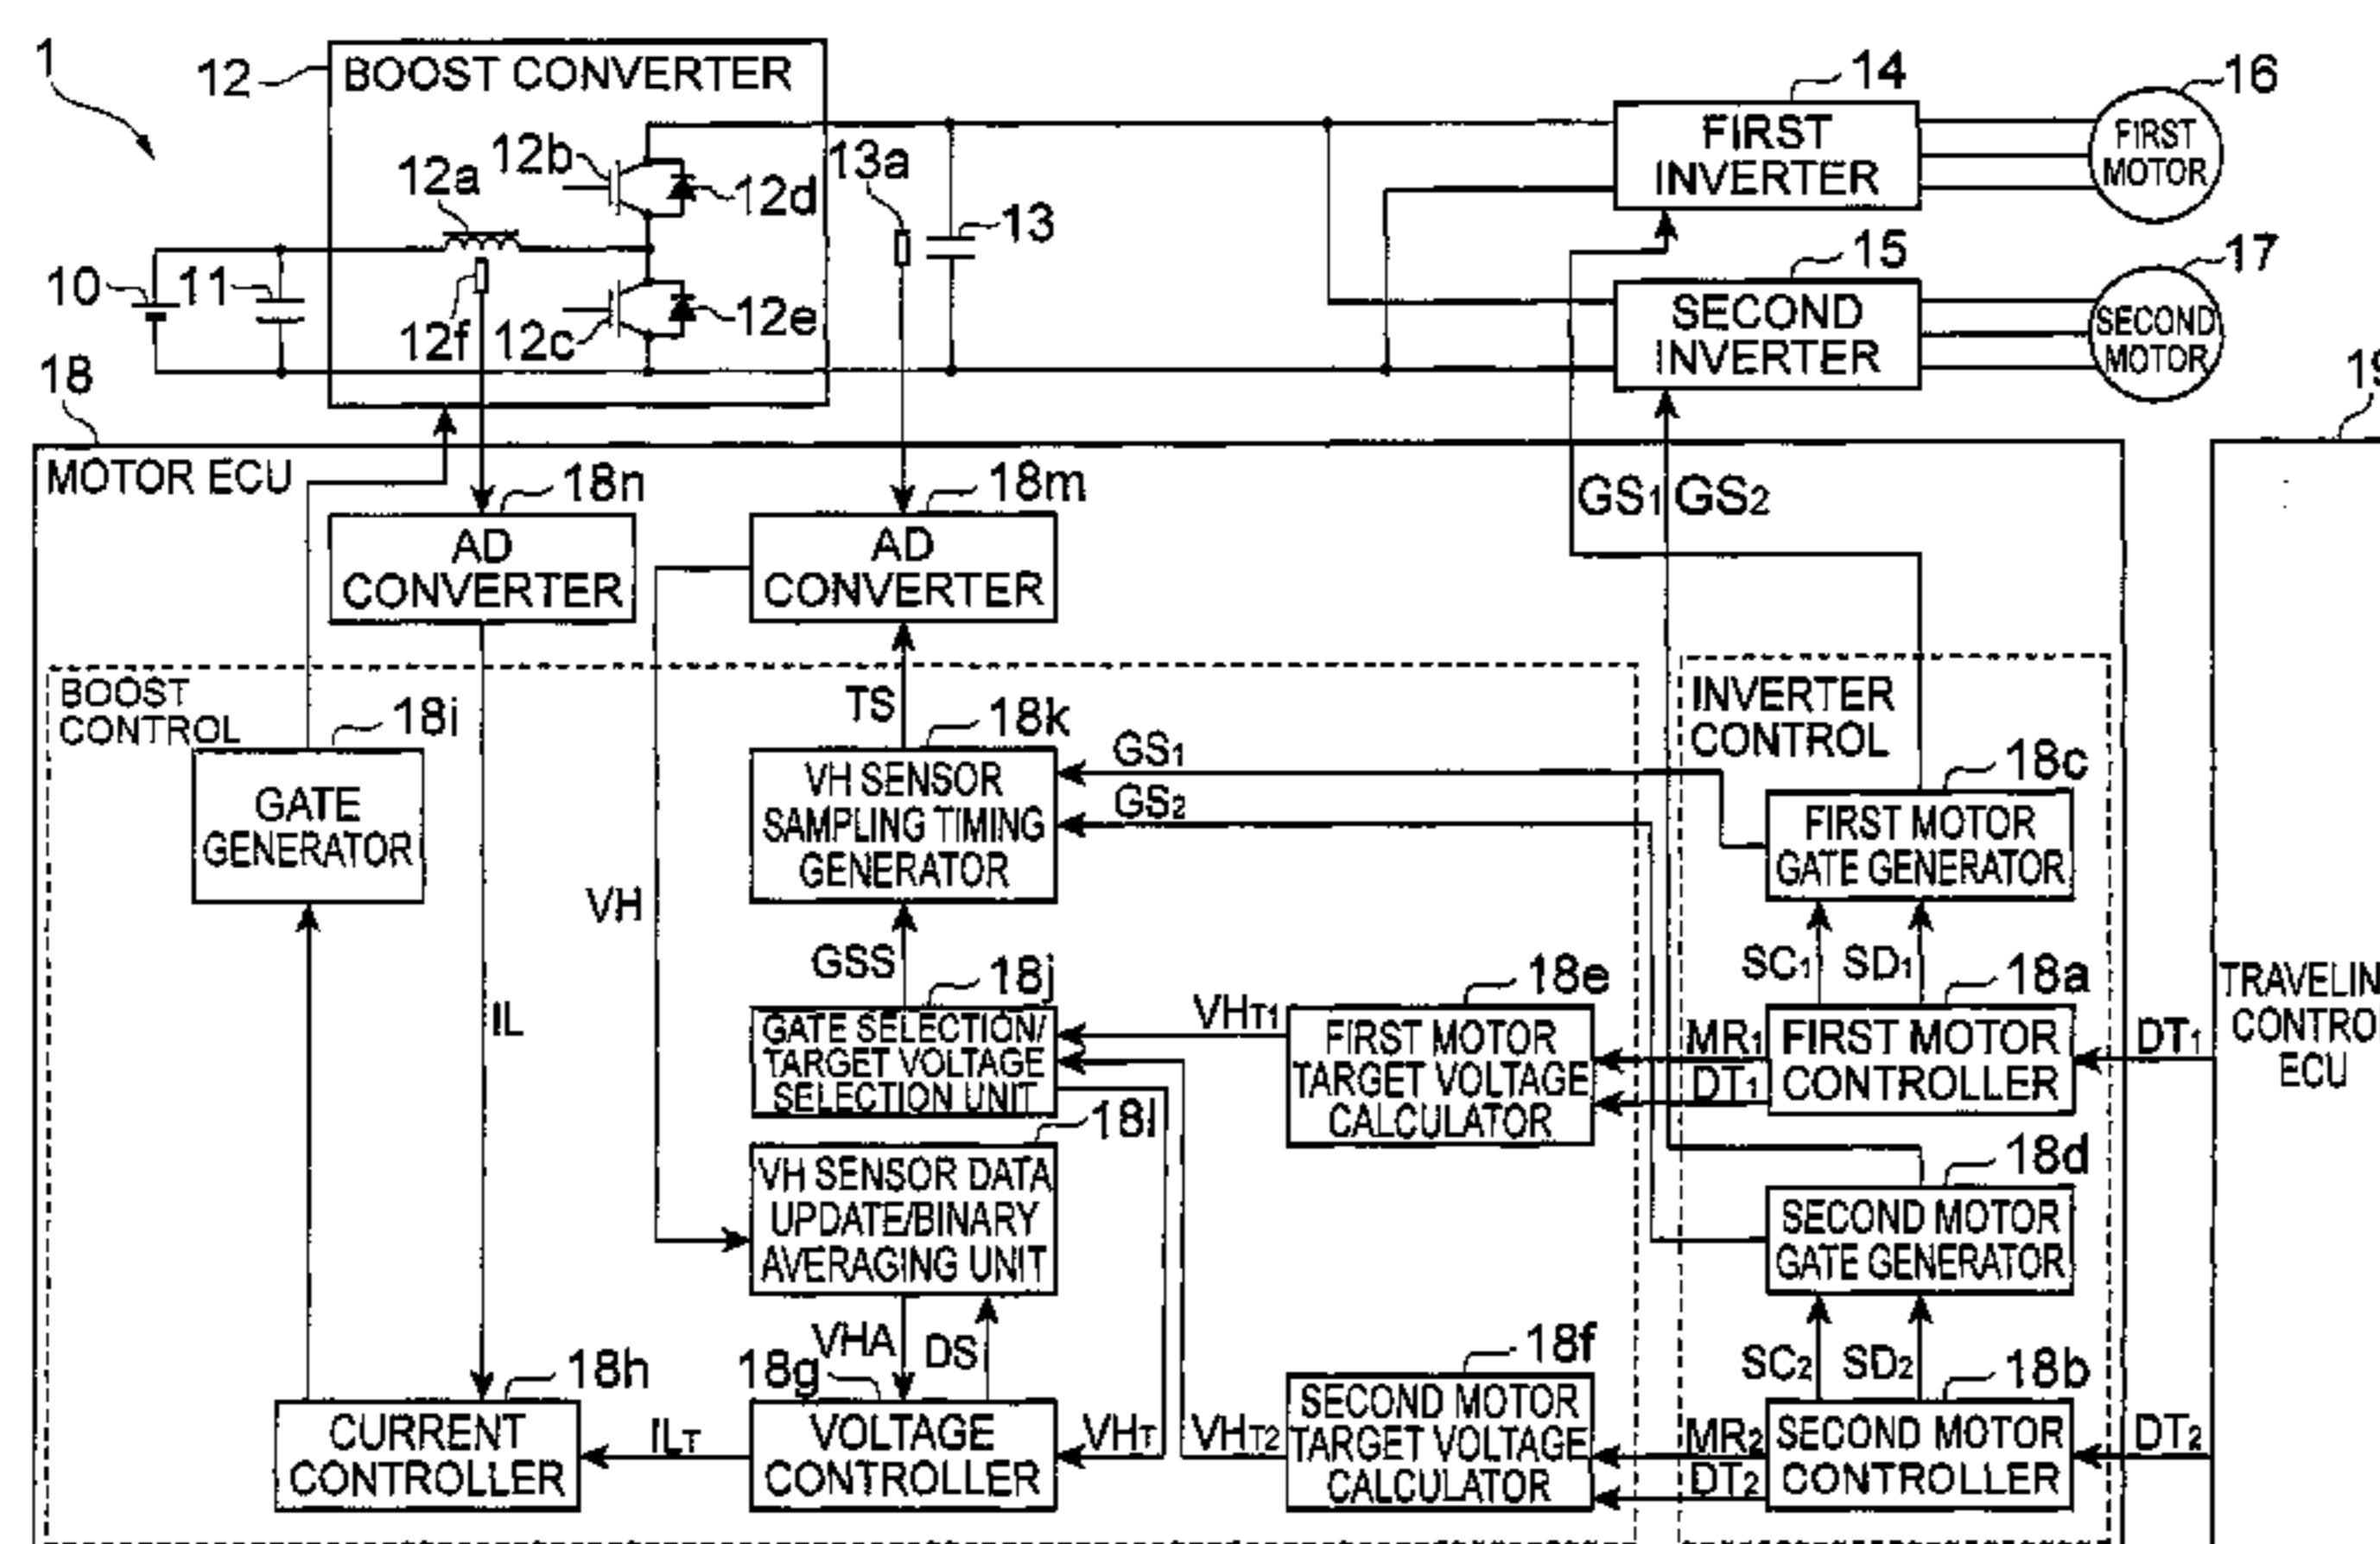 1
12
BOOST CONVERTER
12a
12b
12d
13a
13
12f
12c
12e
10
11
14
FIRST
INVERTER
16
FIRST
MOTOR
15
SECOND
INVERTER
17
SECOND
MOTOR
18
MOTOR ECU
18n
AD
CONVERTER
18m
AD
CONVERTER
GS1
GS2
19
BOOST
CONTROL
18i
GATE
GENERATOR
IL
VH
TS
18k
VH SENSOR
SAMPLING TIMING
GENERATOR
GS1
GS2
INVERTER
CONTROL
18c
FIRST MOTOR
GATE GENERATOR
GSS
18j
GATE SELECTION/
TARGET VOLTAGE
SELECTION UNIT
VHT1
18e
FIRST MOTOR
TARGET VOLTAGE
CALCULATOR
SC1
SD1
18a
MR1
DT1
FIRST MOTOR
CONTROLLER
DT1
TRAVELIN
CONTRO
ECU
18l
VH SENSOR DATA
UPDATE/BINARY
AVERAGING UNIT
18d
SECOND MOTOR
GATE GENERATOR
VHA
DS
18h
CURRENT
CONTROLLER
ILT
18g
VOLTAGE
CONTROLLER
VHT
VHT2
18f
SECOND MOTOR
TARGET VOLTAGE
CALCULATOR
SC2
SD2
18b
MR2
DT2
SECOND MOTOR
CONTROLLER
DT2